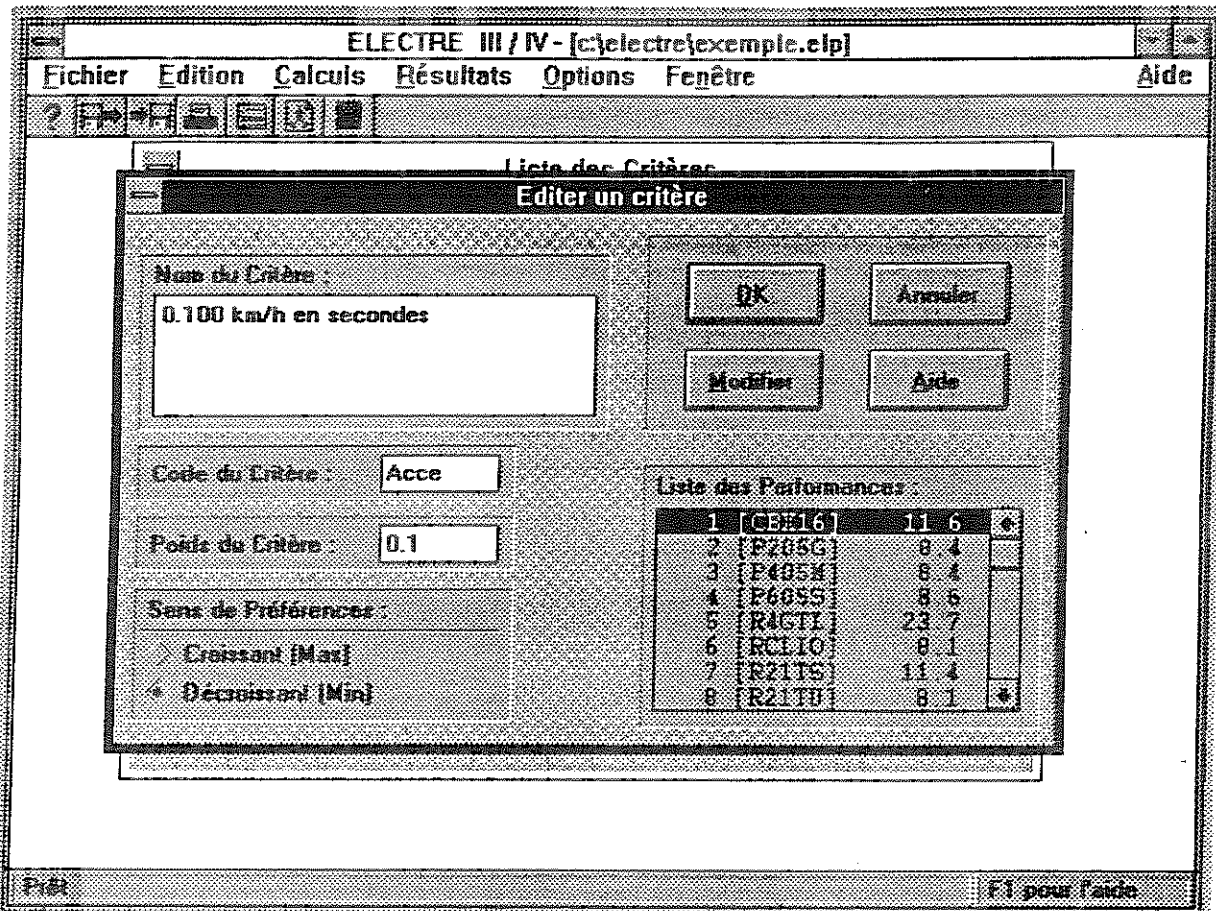 ELECTRE III / IV - [c:\electre\exemple.elp]
Fichier Edition Calculs Résultats Options Fenêtre Aide
?
Liste des Critères
Editer un critère
Nom du Critère :
0.100 km/h en secondes
OK
Annuler
Modifier
Aide
Code du Critère : Acce
Poids du Critère : 0.1
Sens de Préférences :
Croissant [Max]
Décroissant [Min]
Liste des Performances :
1 [CBX16] 11.6
2 [P205G] 8.4
3 [P405M] 8.4
4 [P605S] 8.6
5 [R4GTL] 23.7
6 [RCLIO] 8.1
7 [R21TS] 11.4
8 [R21TU] 8.1
Prêt
F1 pour l'aide